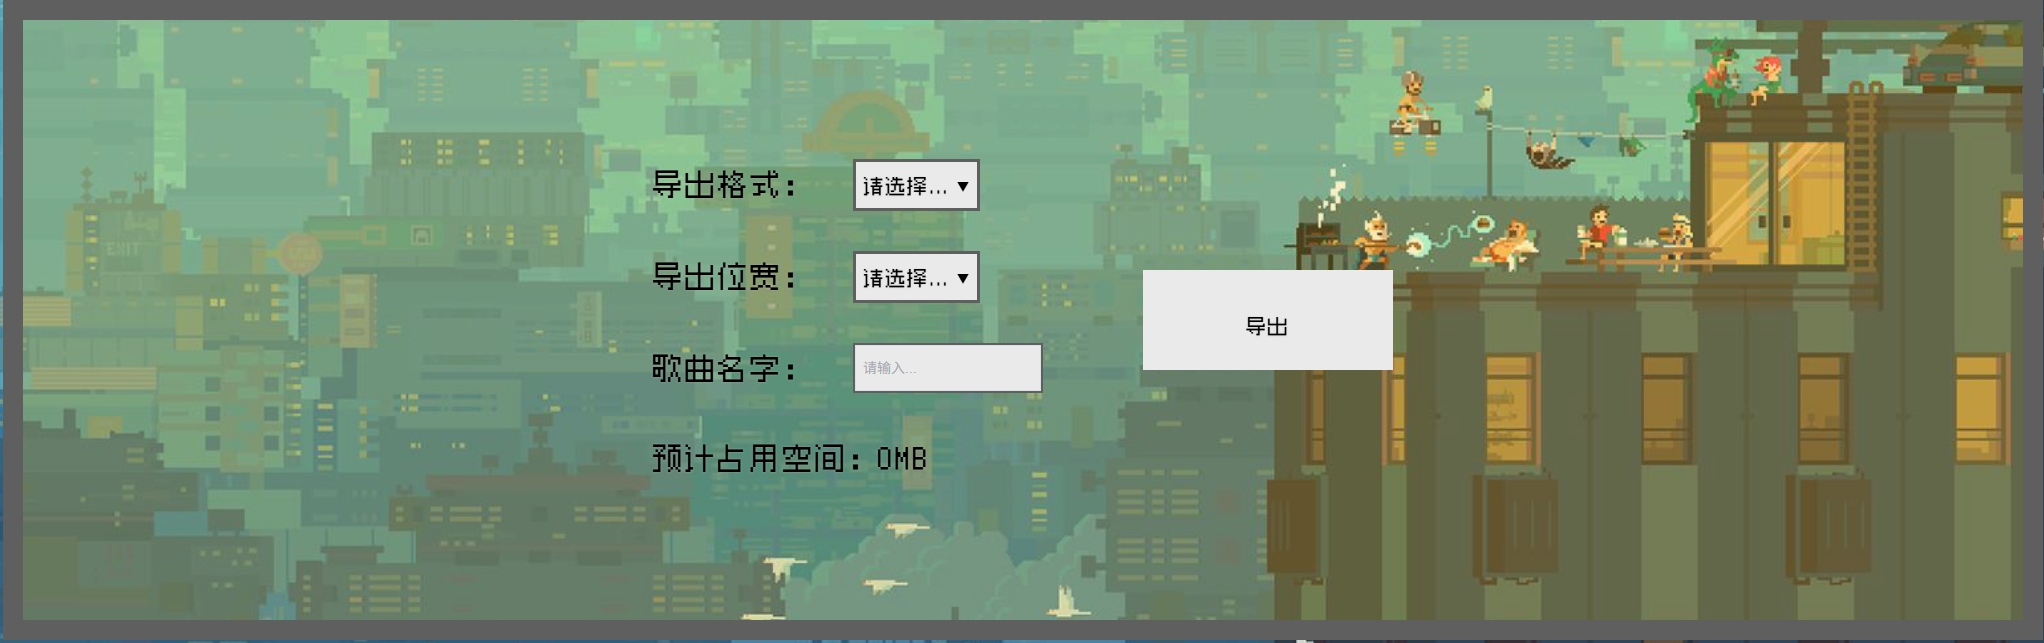 导出格式：
请选择...
导出位宽：
请选择...
歌曲名字：
请输入...
预计占用空间：0MB
导出
EXIT